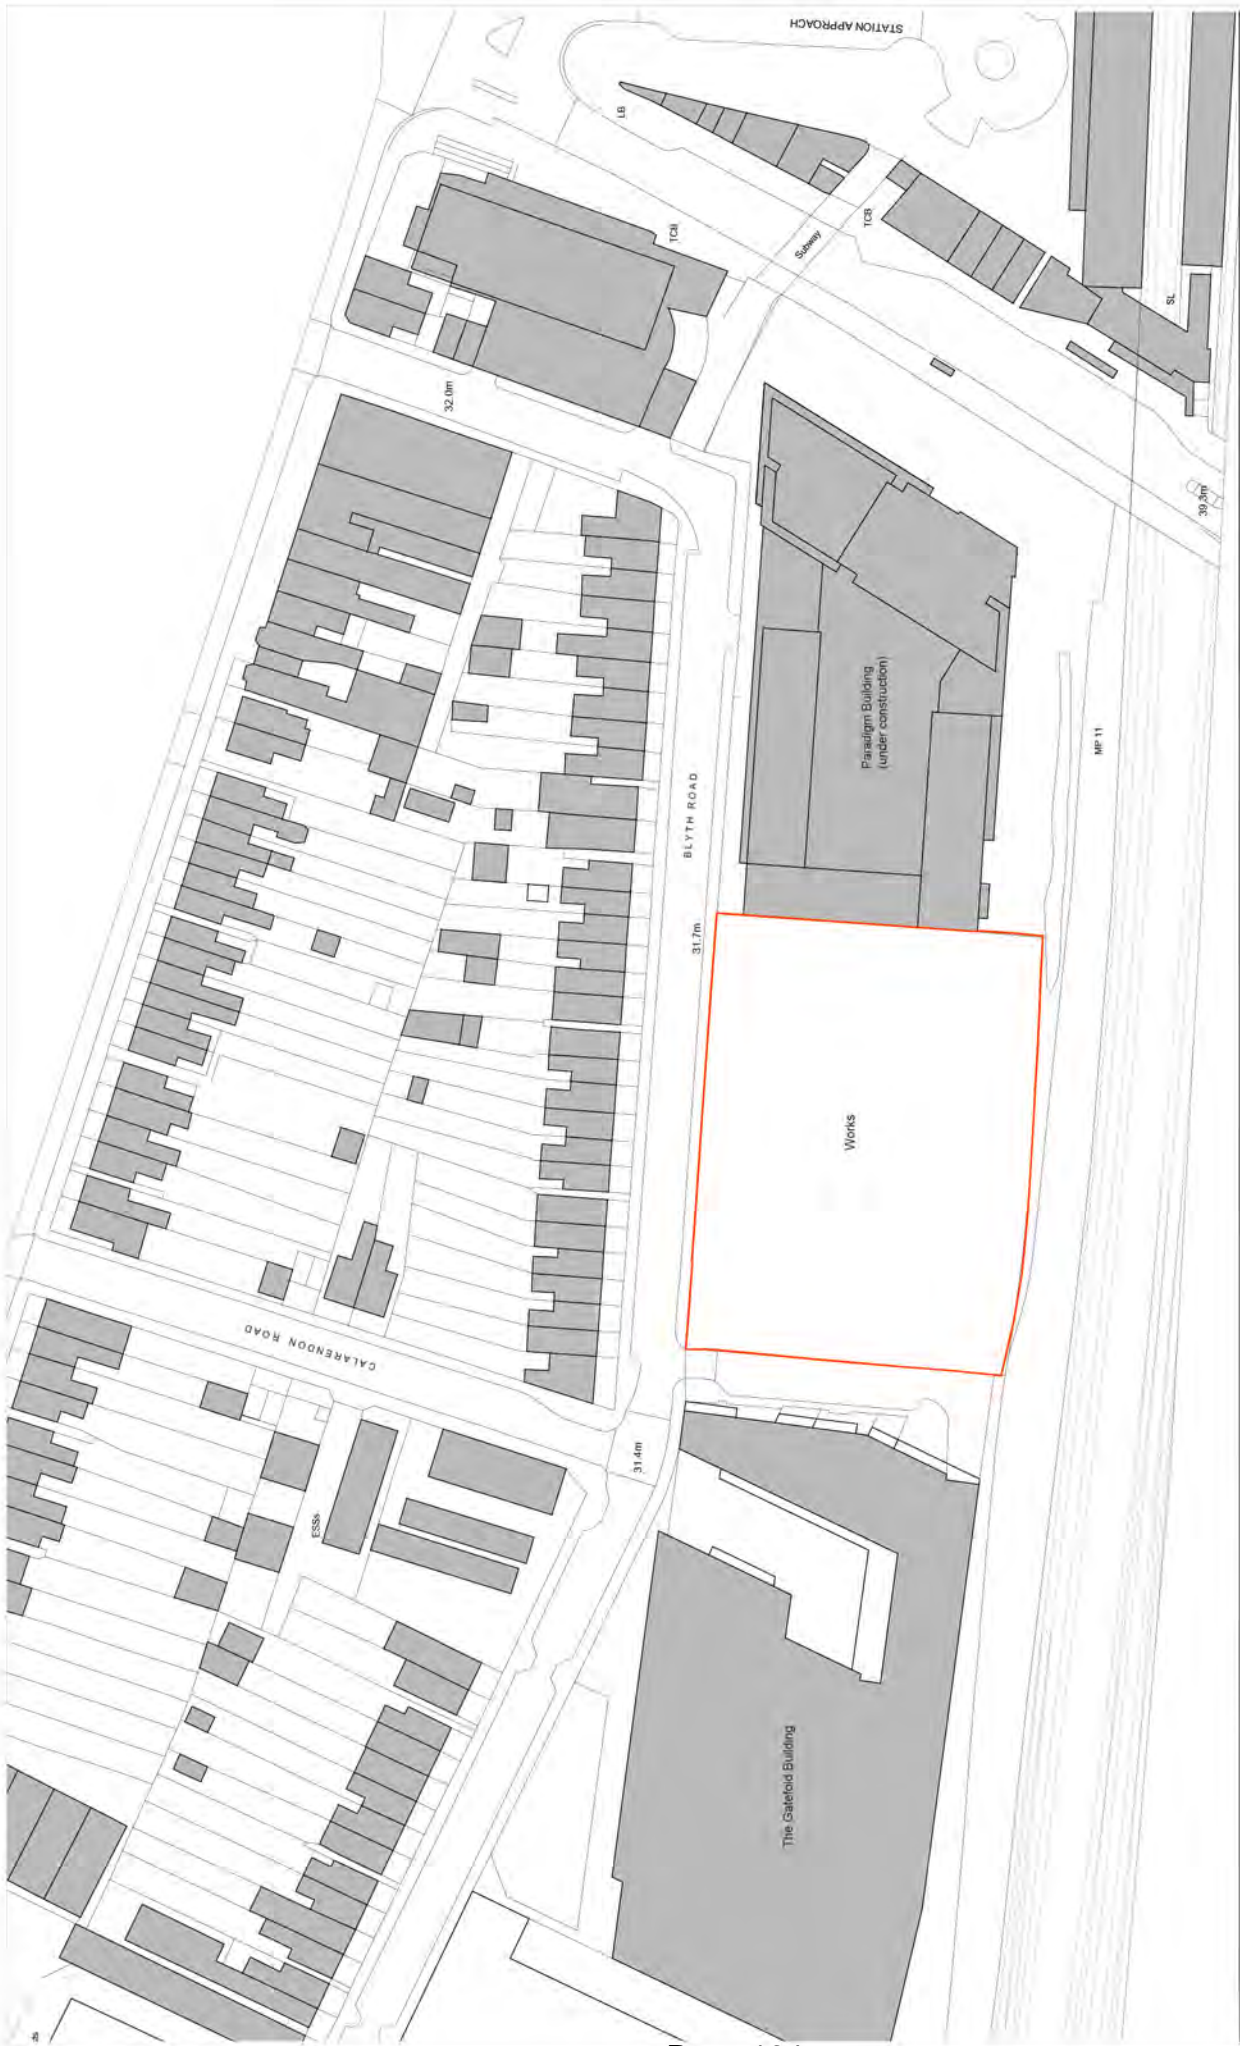 STATION APPROACH
LB
TCB
TCB
Subway
SL
32.0m
39.3m
Paradigm Building
(under construction)
MP 11
BLYTH ROAD
31.7m
Works
CALARENDON ROAD
31.4m
ESSs
The Gatefold Building